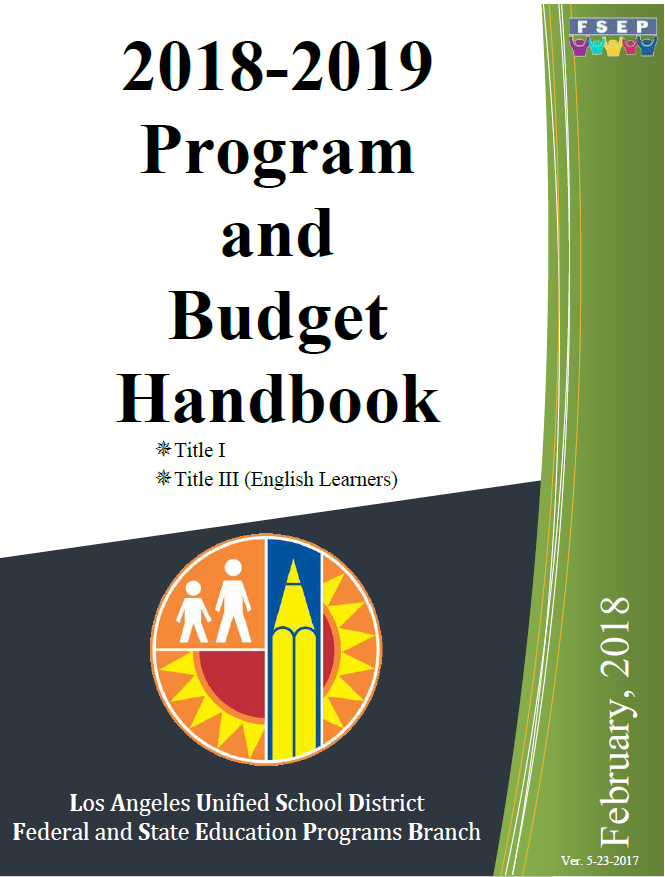 FSEP
2018-2019
Program
and
Budget
Handbook
✵Title I
✵Title III (English Learners)
Los Angeles Unified School District
Federal and State Education Programs Branch
February, 2018
Ver. 5-23-2017